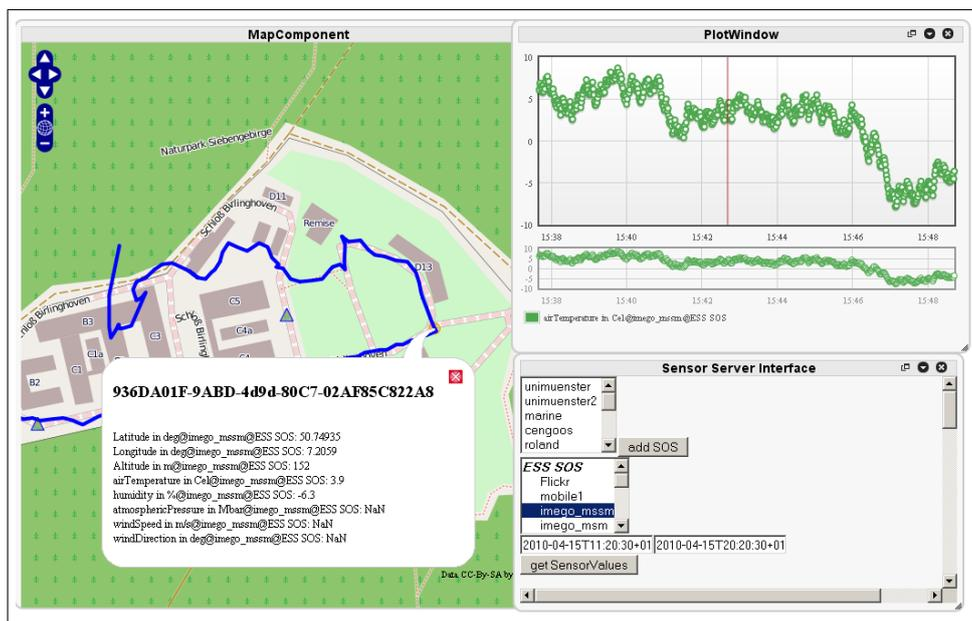 MapComponent
Naturpark Siebengebirge
D11
Schloß Birlinghoven
Remise
D13
Schloß Birlinghoven
B3
C5
C3
C4a
C1a
C1
B2
936DA01F-9ABD-4d9d-80C7-02AF85C822A8
Latitude in deg@imego_mssm@ESS SOS: 50.74935
Longitude in deg@imego_mssm@ESS SOS: 7.2059
Altitude in m@imego_mssm@ESS SOS: 152
airTemperature in Cel@imego_mssm@ESS SOS: 3.9
humidity in %@imego_mssm@ESS SOS: -6.3
atmosphericPressure in Mbar@imego_mssm@ESS SOS: NaN
windSpeed in m/s@imego_mssm@ESS SOS: NaN
windDirection in deg@imego_mssm@ESS SOS: NaN
Data CC-By-SA by
PlotWindow
10
5
0
-5
-10
15:38 15:40 15:42 15:44 15:46 15:48
10
5
0
-5
-10
15:38 15:40 15:42 15:44 15:46 15:48
airTemperature in Cel@imego_mssm@ESS SOS
Sensor Server Interface
unimuenster
unimuenster2
marine
cengoos
roland
add SOS
ESS SOS
Flickr
mobile1
imego_mssm
imego_msm
2010-04-15T11:20:30+01 2010-04-15T20:20:30+01
get SensorValues